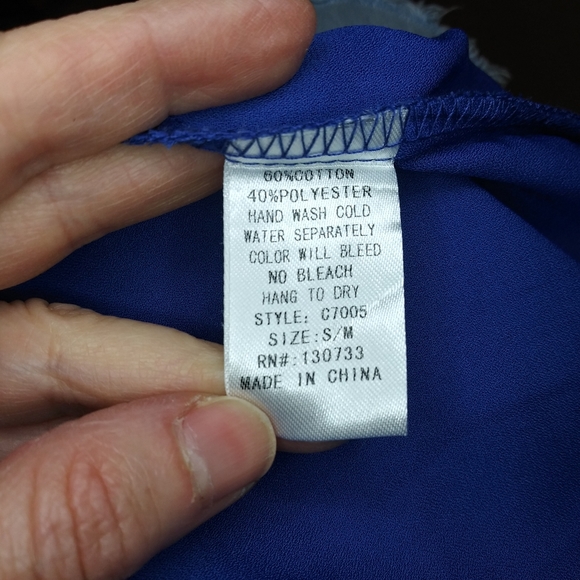 60%COTTON
40%POLYESTER
HAND WASH COLD
WATER SEPARATELY
COLOR WILL BLEED
NO BLEACH
HANG TO DRY
STYLE: C7005
SIZE:S/M
RN#:130733
MADE IN CHINA